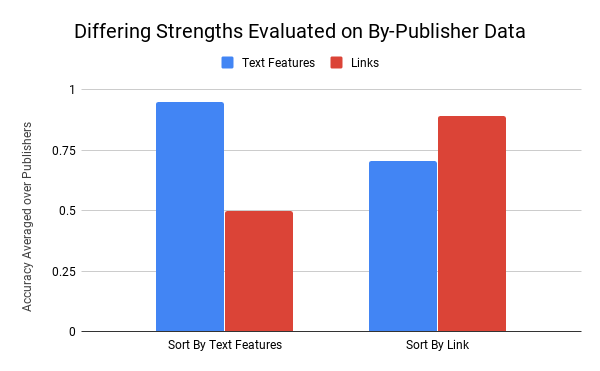 Differing Strengths Evaluated on By-Publisher Data
Text Features
Links
Accuracy Averaged over Publishers
1
0.75
0.5
0.25
0
Sort By Text Features
Sort By Link